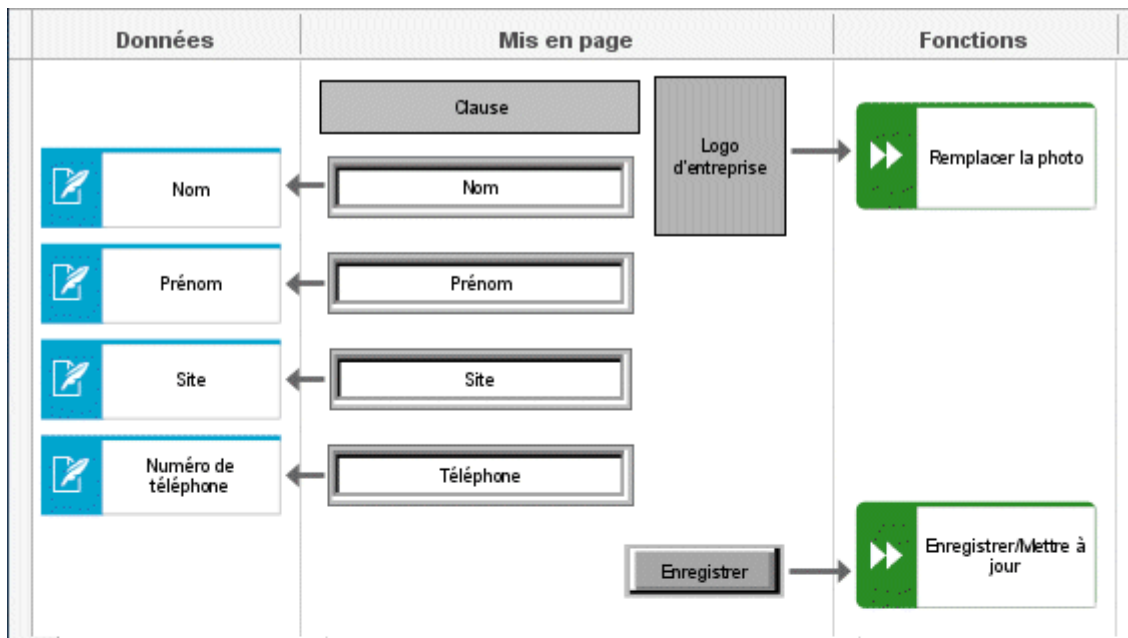 Données
Mis en page
Fonctions
Clause
Logo
d'entreprise
Remplacer la photo
Nom
Nom
Prénom
Prénom
Site
Site
Numéro de
téléphone
Téléphone
Enregistrer
Enregistrer/Mettre à
jour